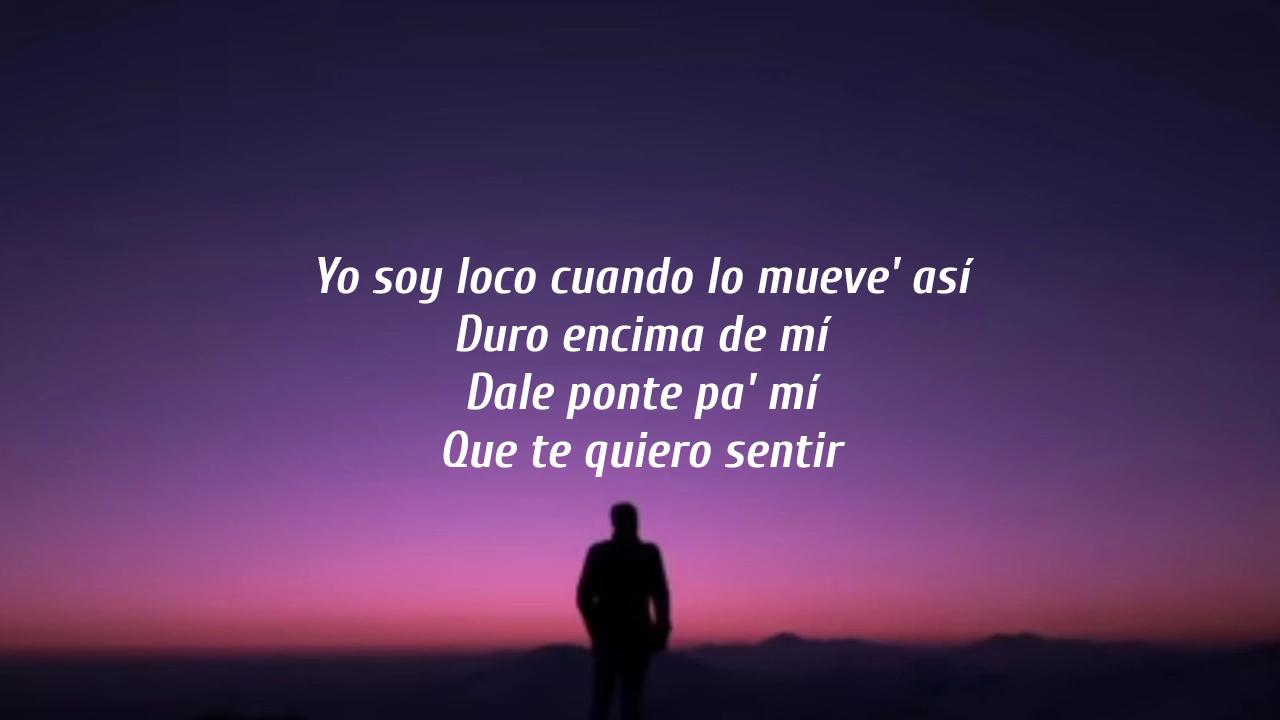 Yo soy loco cuando lo mueve' así
Duro encima de mí
Dale ponte pa' mí
Que te quiero sentir